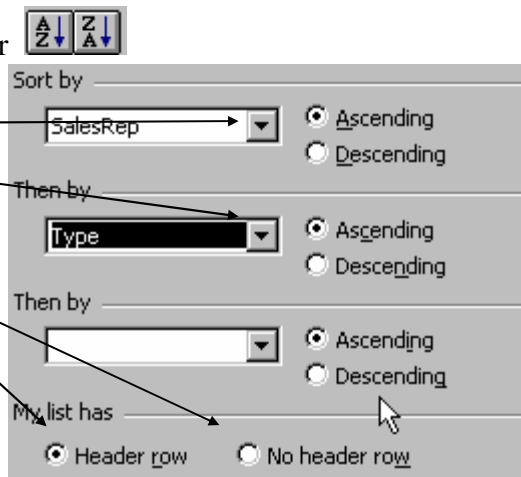 r A Z Z A
Sort by
SalesRep Ascending
Descending
Then by
Type Ascending
Descending
Then by
Ascending
Descending
My list has
Header row No header row